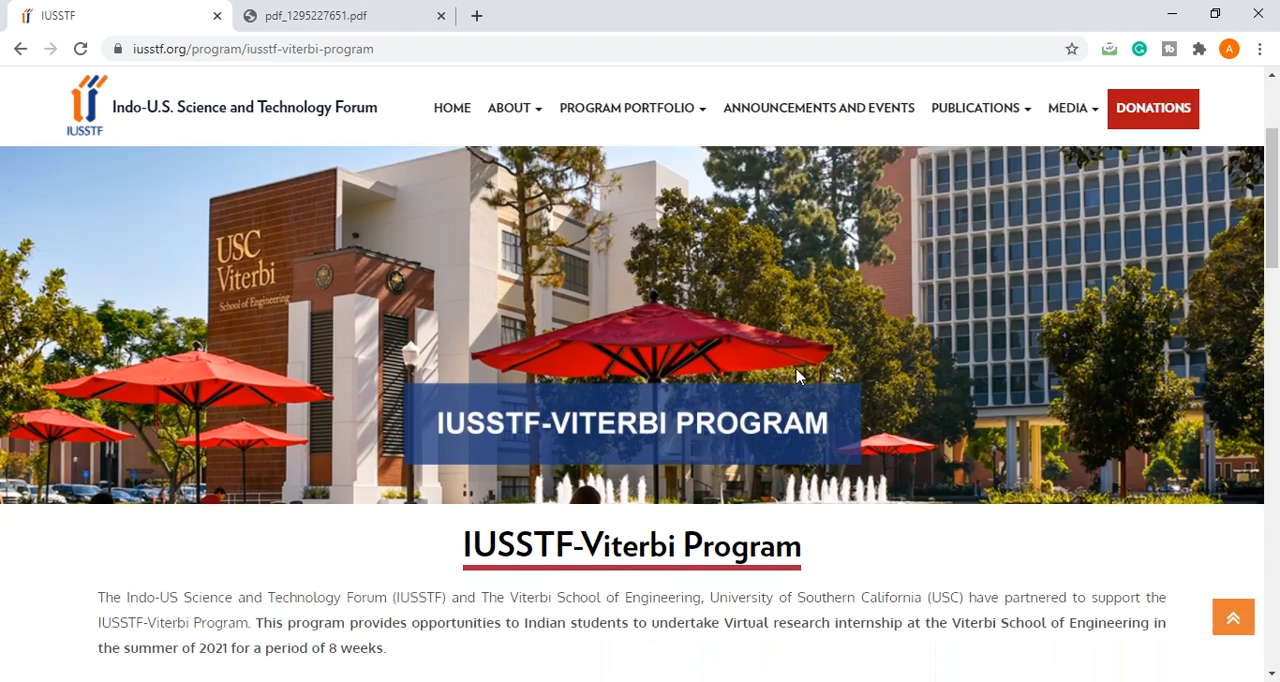 IUSSTF
pdf_1295227651.pdf
iusstf.org/program/iusstf-viterbi-program
A
IUSSTF
Indo-U.S. Science and Technology Forum
HOME
ABOUT
PROGRAM PORTFOLIO
ANNOUNCEMENTS AND EVENTS
PUBLICATIONS
MEDIA
DONATIONS
USC
Viterbi
School of Engineering
IUSSTF-VITERBI PROGRAM
IUSSTF-Viterbi Program
The Indo-US Science and Technology Forum (IUSSTF) and The Viterbi School of Engineering, University of Southern California (USC) have partnered to support the
IUSSTF-Viterbi Program. This program provides opportunities to Indian students to undertake Virtual research internship at the Viterbi School of Engineering in
the summer of 2021 for a period of 8 weeks.